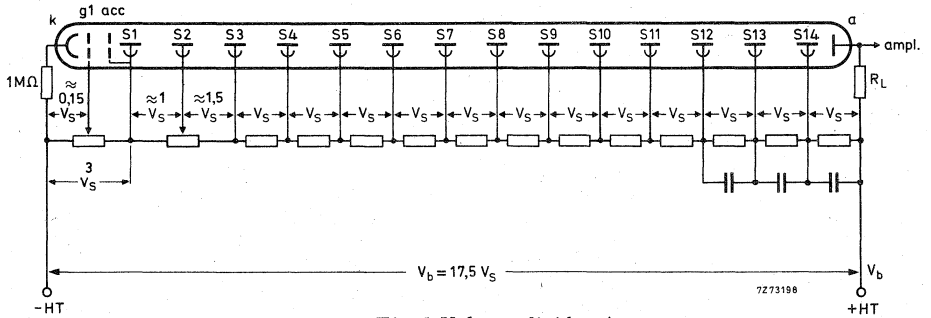 k g1 acc S1 S2 S3 S4 S5 S6 S7 S8 S9 S10 S11 S12 S13 S14 a
ampl.
1MΩ
R_L
≈ 0,15 V_S
≈1 V_S
≈1,5 V_S
V_S V_S V_S V_S V_S V_S V_S V_S V_S V_S V_S V_S
3 V_S
V_b = 17,5 V_S
V_b
7Z73198
-HT
+HT